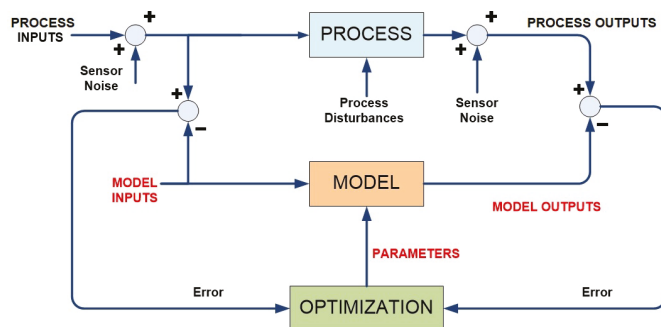 PROCESS
INPUTS
+
+
Sensor
Noise
PROCESS
Process
Disturbances
+
+
Sensor
Noise
PROCESS OUTPUTS
+
−
+
−
MODEL
INPUTS
MODEL
MODEL OUTPUTS
PARAMETERS
Error
OPTIMIZATION
Error